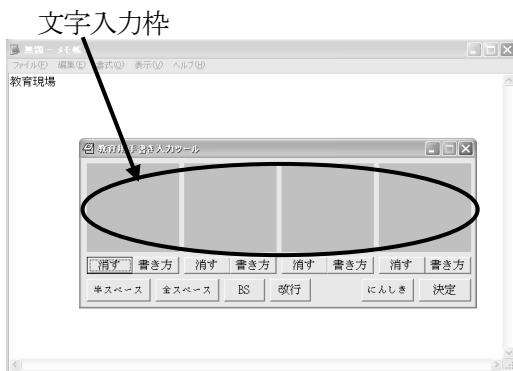 文字入力枠
無題 - メモ帳
ファイル(F) 編集(E) 書式(O) 表示(V) ヘルプ(H)
教育現場
教育用手書き入力ツール
消す 書き方 消す 書き方 消す 書き方 消す 書き方
半スペース 全スペース BS 改行 にんしき 決定